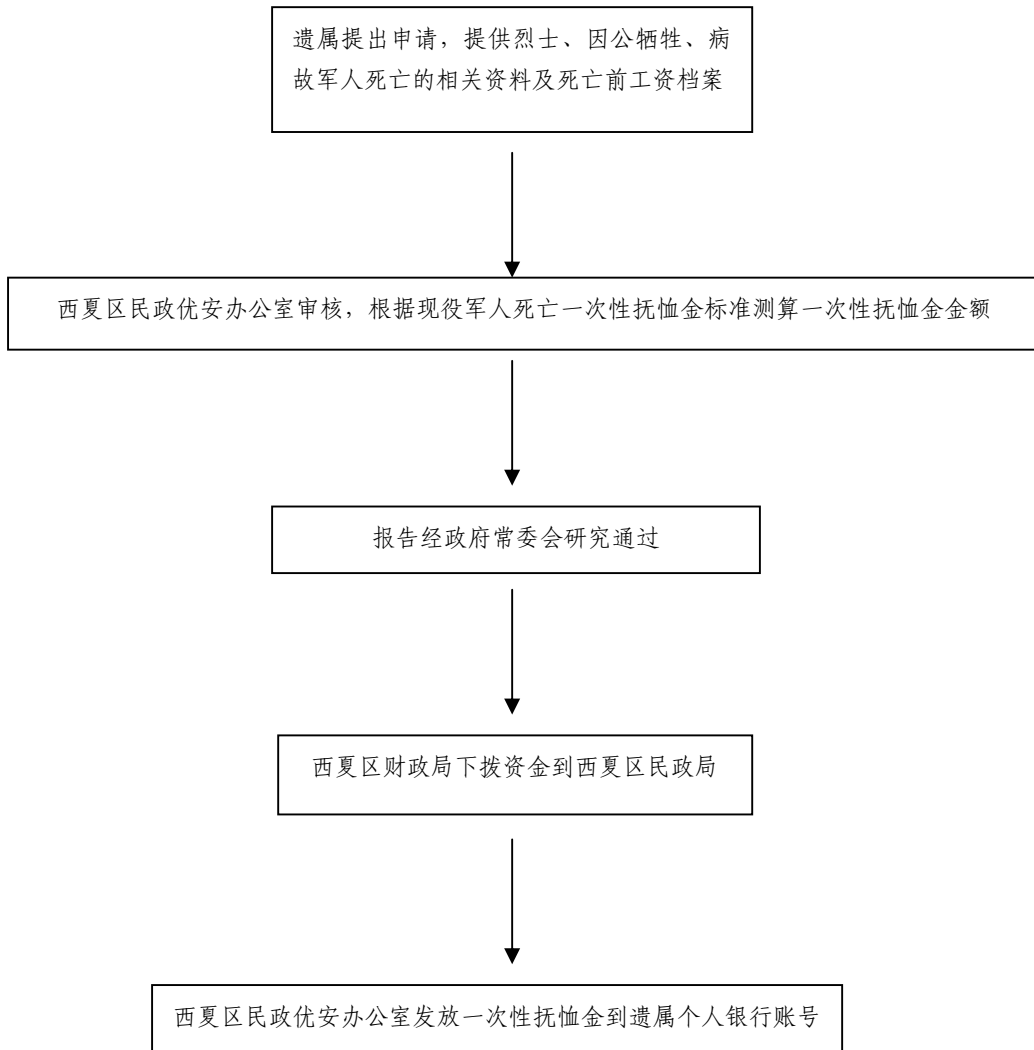 遗属提出申请，提供烈士、因公牺牲、病
故军人死亡的相关资料及死亡前工资档案
西夏区民政优安办公室审核，根据现役军人死亡一次性抚恤金标准测算一次性抚恤金金额
报告经政府常委会研究通过
西夏区财政局下拨资金到西夏区民政局
西夏区民政优安办公室发放一次性抚恤金到遗属个人银行账号